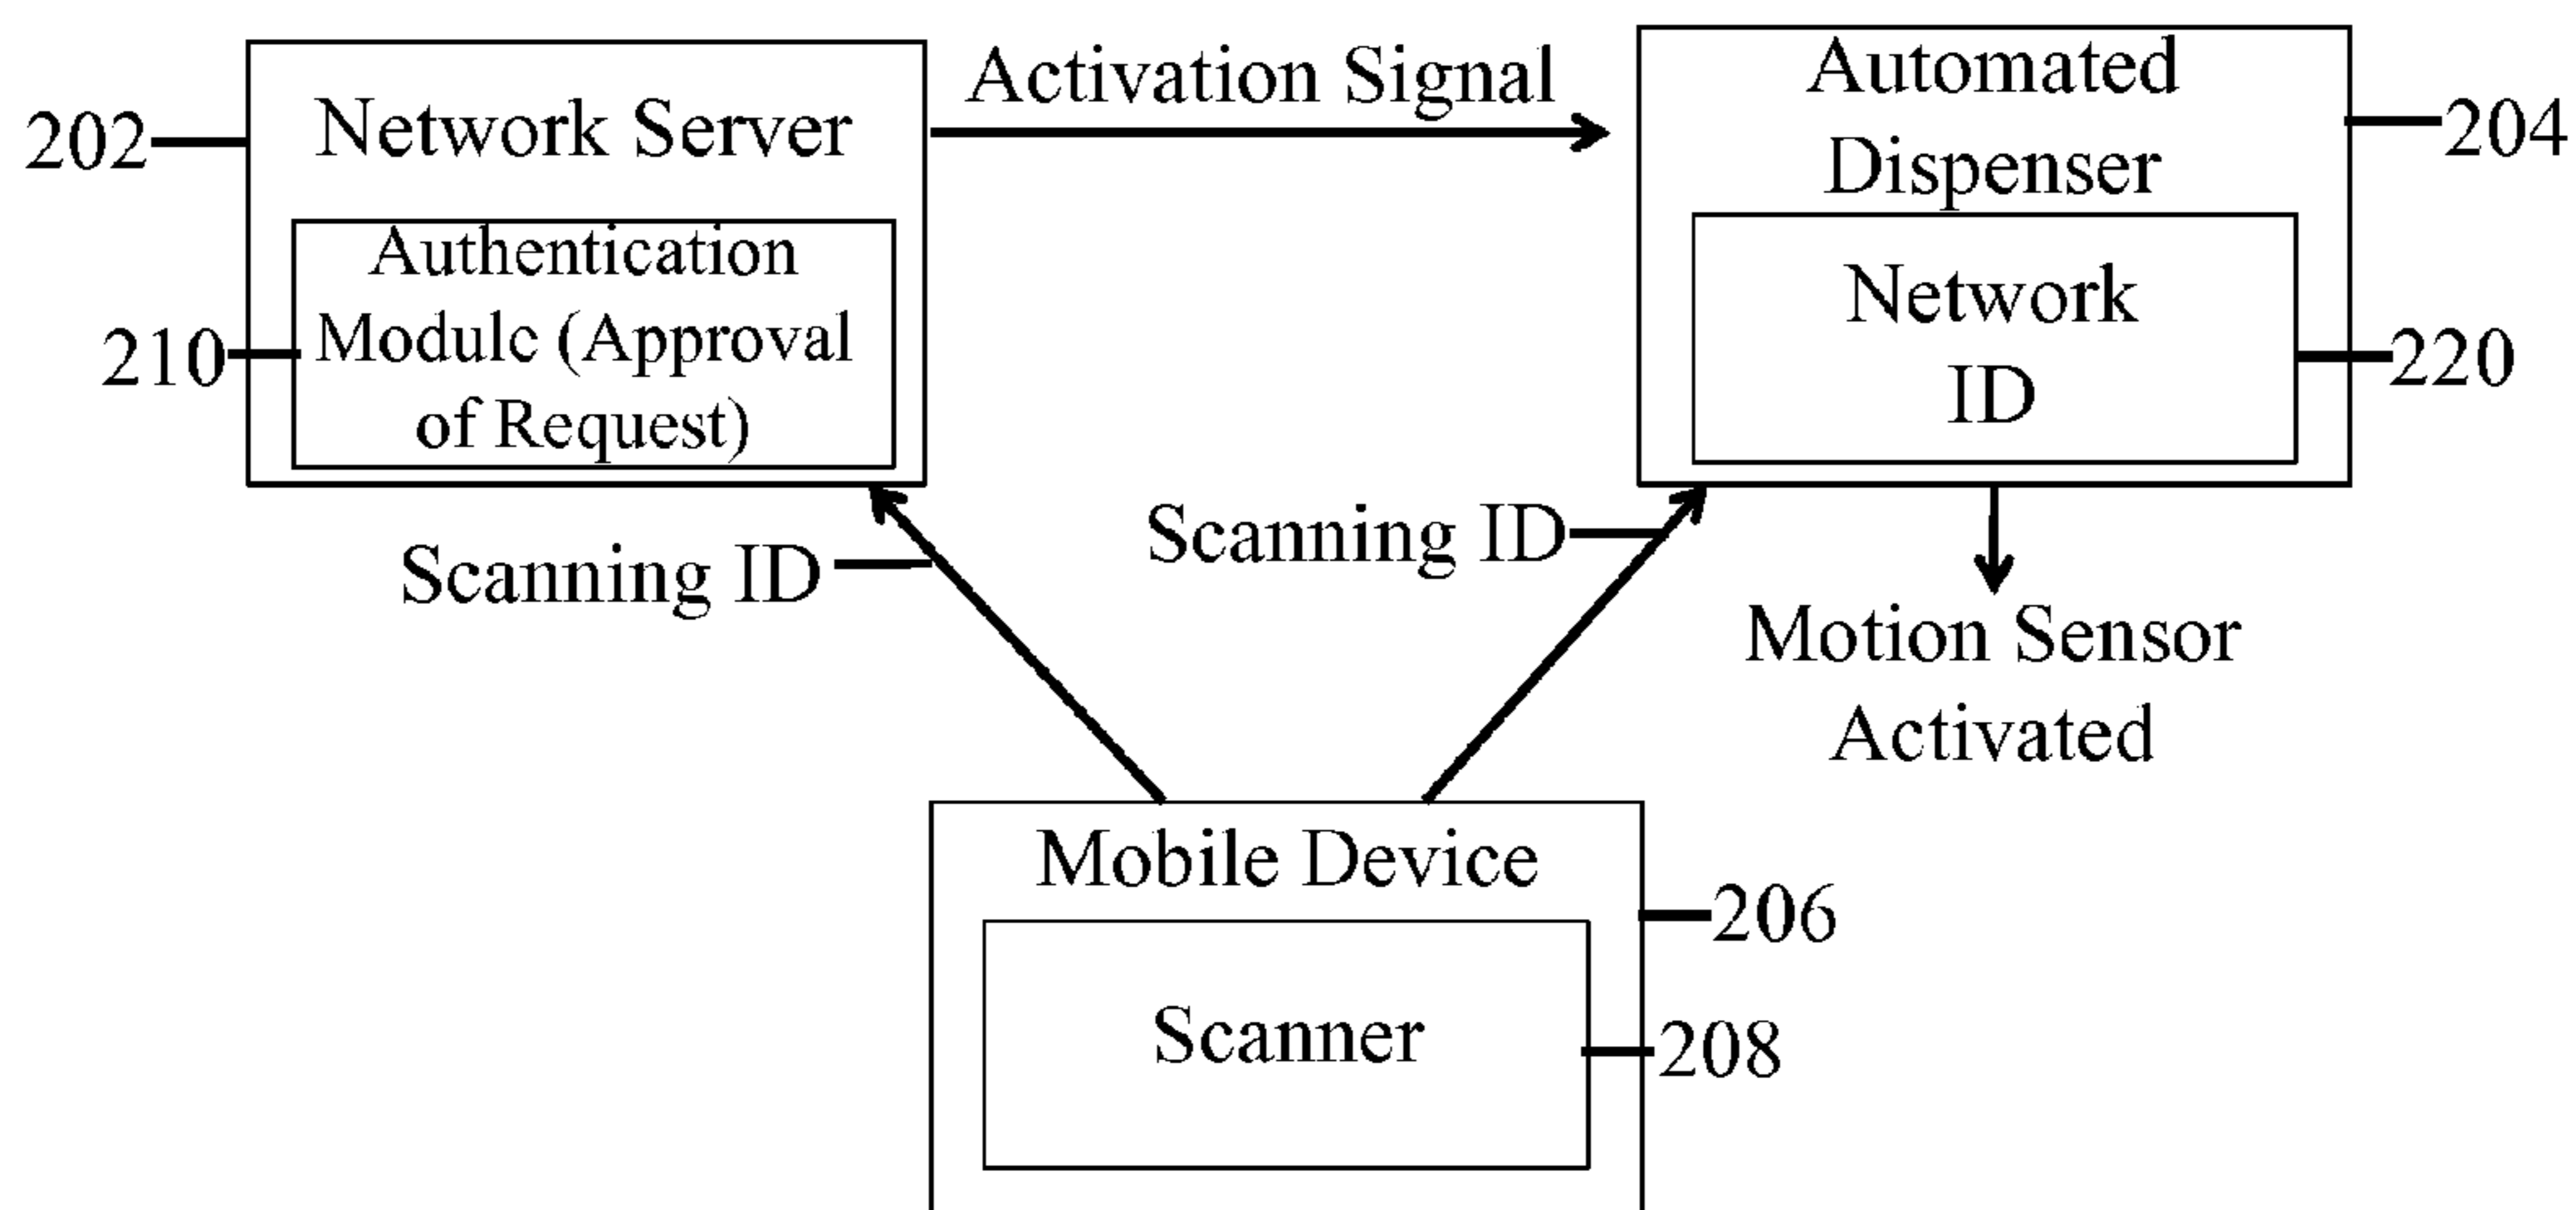 Activation Signal
202
Network Server
Authentication
Module (Approval
of Request)
210
Automated
Dispenser
204
Network
ID
220
Scanning ID
Scanning ID
Motion Sensor
Activated
Mobile Device
206
Scanner
208